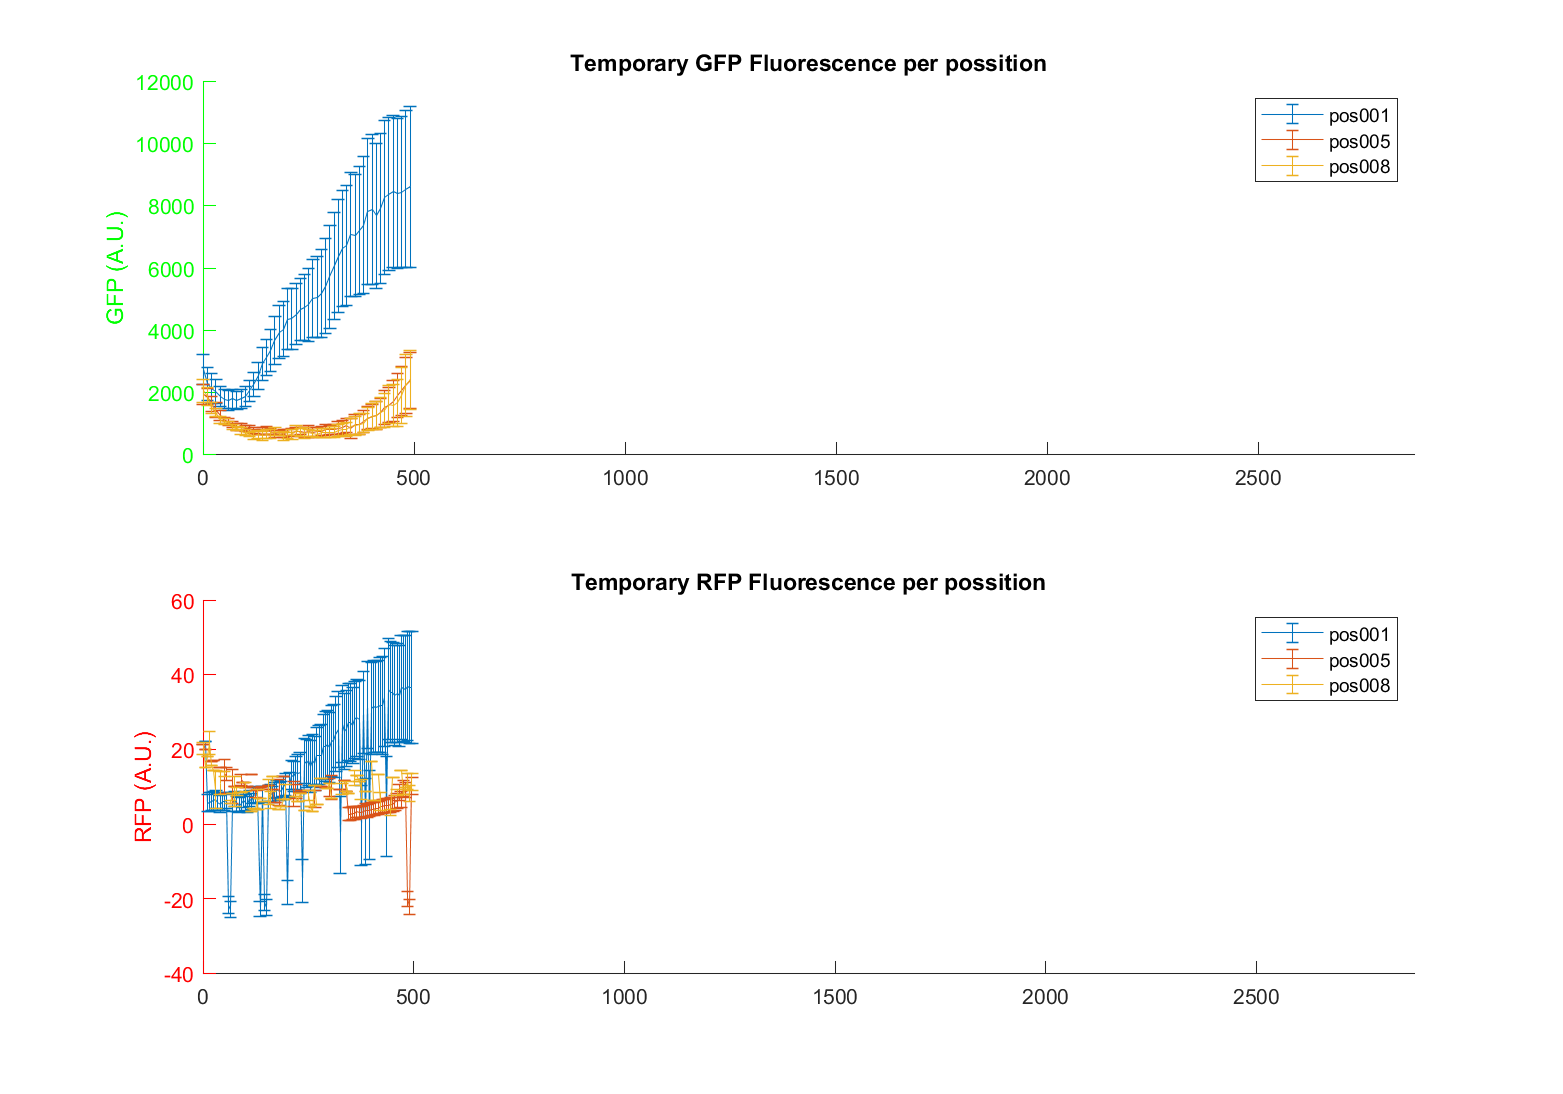 Temporary GFP Fluorescence per possition
12000
10000
8000
6000
4000
2000
0
GFP (A.U.)
pos001
pos005
pos008
0 500 1000 1500 2000 2500
Temporary RFP Fluorescence per possition
60
40
20
0
-20
-40
RFP (A.U.)
pos001
pos005
pos008
0 500 1000 1500 2000 2500